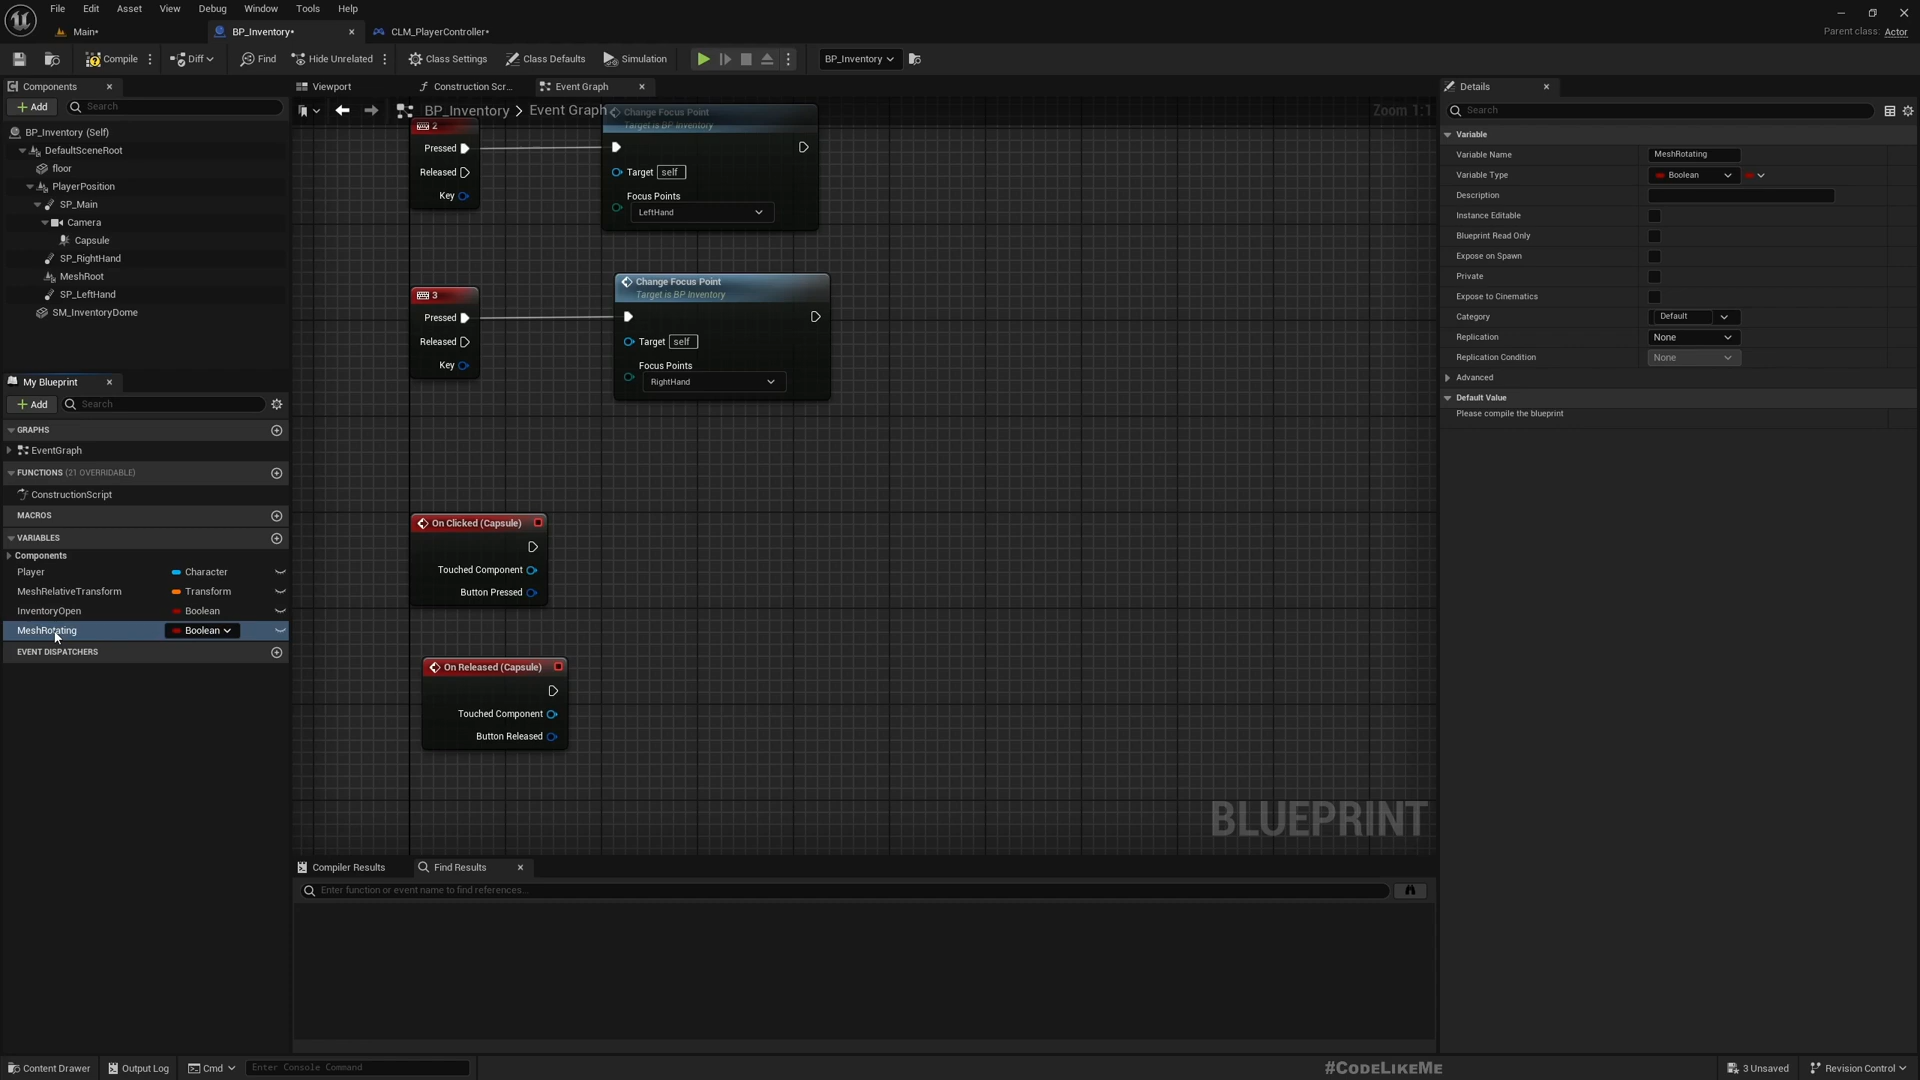 File Edit Asset View Debug Window Tools Help
Main* BP_Inventory* CLM_PlayerController* Parent class: Actor
Compile Diff Find Hide Unrelated Class Settings Class Defaults Simulation BP_Inventory
Components Viewport Construction Scr... Event Graph Details
Add Search BP_Inventory > Event Graph Zoom 1:1 Search
BP_Inventory (Self)
DefaultSceneRoot
floor
PlayerPosition
SP_Main
Camera
Capsule
SP_RightHand
MeshRoot
SP_LeftHand
SM_InventoryDome
My Blueprint
Add Search
GRAPHS
EventGraph
FUNCTIONS (21 OVERRIDABLE)
ConstructionScript
MACROS
VARIABLES
Components
Player Character
MeshRelativeTransform Transform
InventoryOpen Boolean
MeshRotating Boolean
EVENT DISPATCHERS
2
Pressed
Released
Key
Change Focus Point
Target is BP Inventory
Target self
Focus Points
LeftHand
3
Pressed
Released
Key
Change Focus Point
Target is BP Inventory
Target self
Focus Points
RightHand
On Clicked (Capsule)
Touched Component
Button Pressed
On Released (Capsule)
Touched Component
Button Released
BLUEPRINT
Variable
Variable Name MeshRotating
Variable Type Boolean
Description
Instance Editable
Blueprint Read Only
Expose on Spawn
Private
Expose to Cinematics
Category Default
Replication None
Replication Condition None
Advanced
Default Value
Please compile the blueprint
Compiler Results Find Results
Enter function or event name to find references...
Content Drawer Output Log Cmd Enter Console Command #CodeLikeMe 3 Unsaved Revision Control